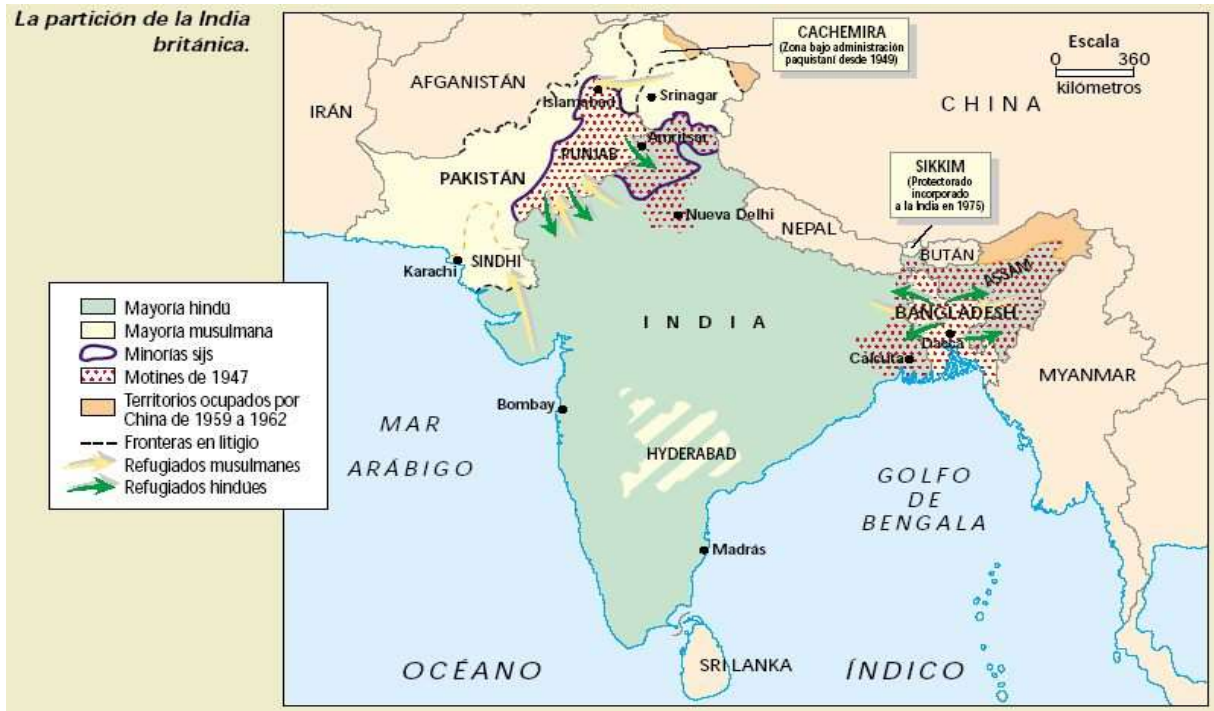 La partición de la India
británica.
CACHEMIRA
(Zona bajo administración
paquistaní desde 1949)
Escala
0 360
kilómetros
AFGANISTÁN
IRÁN
Islamabad
Srinagar
CHINA
Amritsar
PUNJAB
PAKISTÁN
SIKKIM
(Protectorado
incorporado
a la India en 1975)
Nueva Delhi
NEPAL
BUTÁN
SINDHI
Karachi
ASSAM
BANGLADESH
Dacca
Calcuta
INDIA
MYANMAR
Mayoría hindú
Mayoría musulmana
Minorías sijs
Motines de 1947
Territorios ocupados por
China de 1959 a 1962
Fronteras en litigio
Refugiados musulmanes
Refugiados hindúes
Bombay
MAR
ARÁBIGO
HYDERABAD
GOLFO
DE
BENGALA
Madrás
SRI LANKA
OCÉANO ÍNDICO